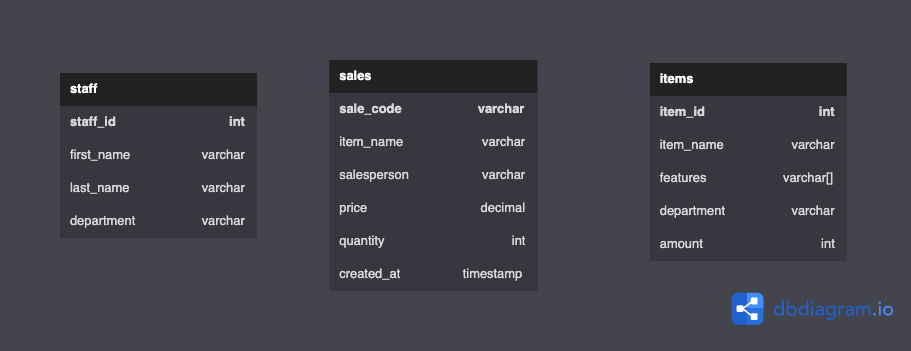 staff
staff_id int
first_name varchar
last_name varchar
department varchar
sales
sale_code varchar
item_name varchar
salesperson varchar
price decimal
quantity int
created_at timestamp
items
item_id int
item_name varchar
features varchar[]
department varchar
amount int
dbdiagram.io